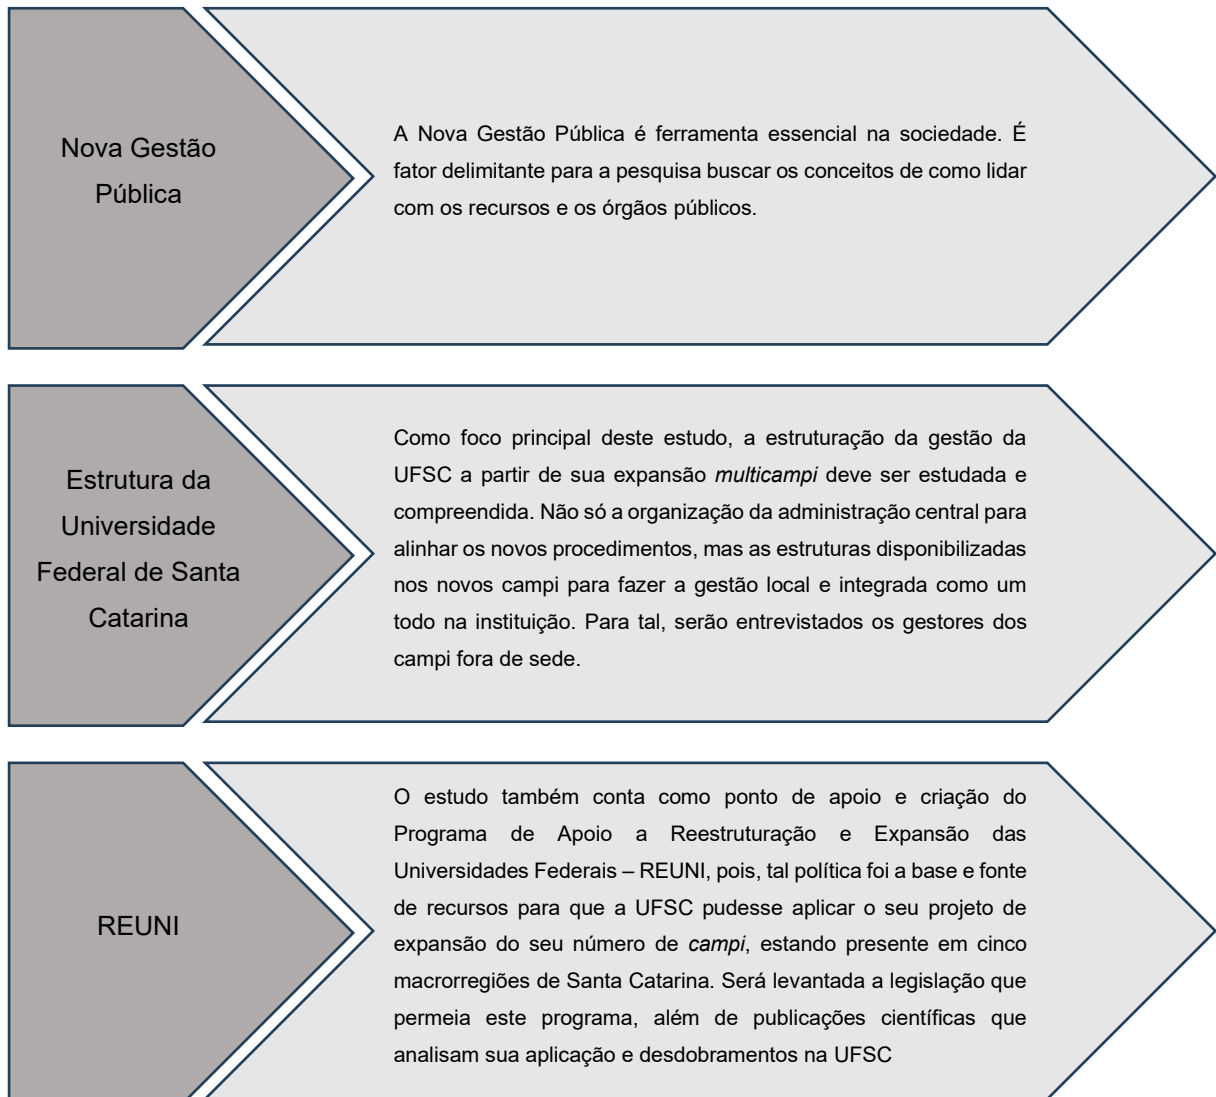 Nova Gestão
Pública
A Nova Gestão Pública é ferramenta essencial na sociedade. É
fator delimitante para a pesquisa buscar os conceitos de como lidar
com os recursos e os órgãos públicos.
Estrutura da
Universidade
Federal de Santa
Catarina
Como foco principal deste estudo, a estruturação da gestão da
UFSC a partir de sua expansão multicampi deve ser estudada e
compreendida. Não só a organização da administração central para
alinhar os novos procedimentos, mas as estruturas disponibilizadas
nos novos campi para fazer a gestão local e integrada como um
todo na instituição. Para tal, serão entrevistados os gestores dos
campi fora de sede.
REUNI
O estudo também conta como ponto de apoio e criação do
Programa de Apoio a Reestruturação e Expansão das
Universidades Federais – REUNI, pois, tal política foi a base e fonte
de recursos para que a UFSC pudesse aplicar o seu projeto de
expansão do seu número de campi, estando presente em cinco
macrorregiões de Santa Catarina. Será levantada a legislação que
permeia este programa, além de publicações científicas que
analisam sua aplicação e desdobramentos na UFSC